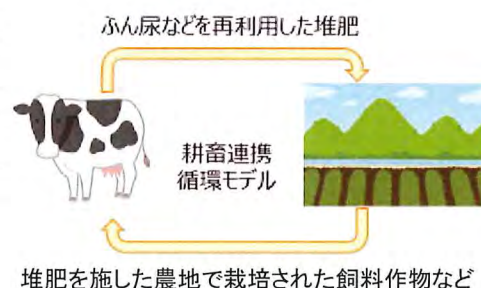 ふん尿などを再利用した堆肥
耕畜連携
循環モデル
堆肥を施した農地で栽培された飼料作物など